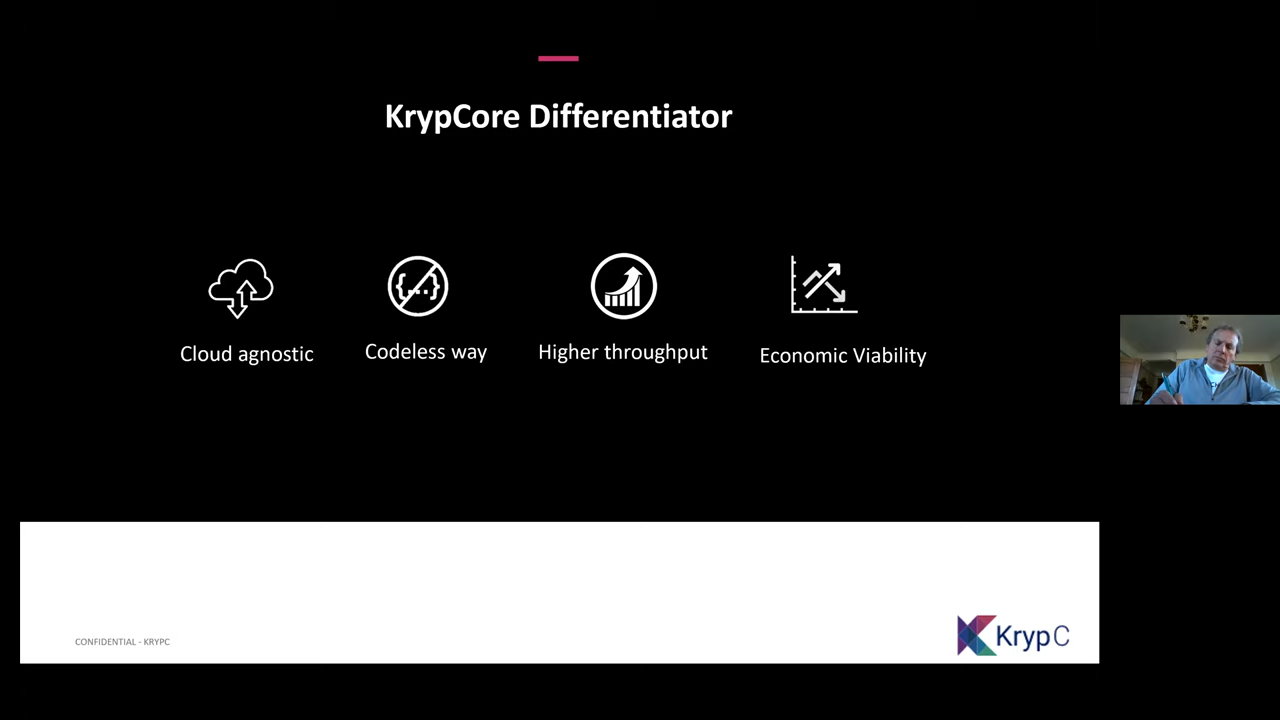 KrypCore Differentiator
Cloud agnostic
Codeless way
Higher throughput
Economic Viability
CONFIDENTIAL - KRYPC
KrypC